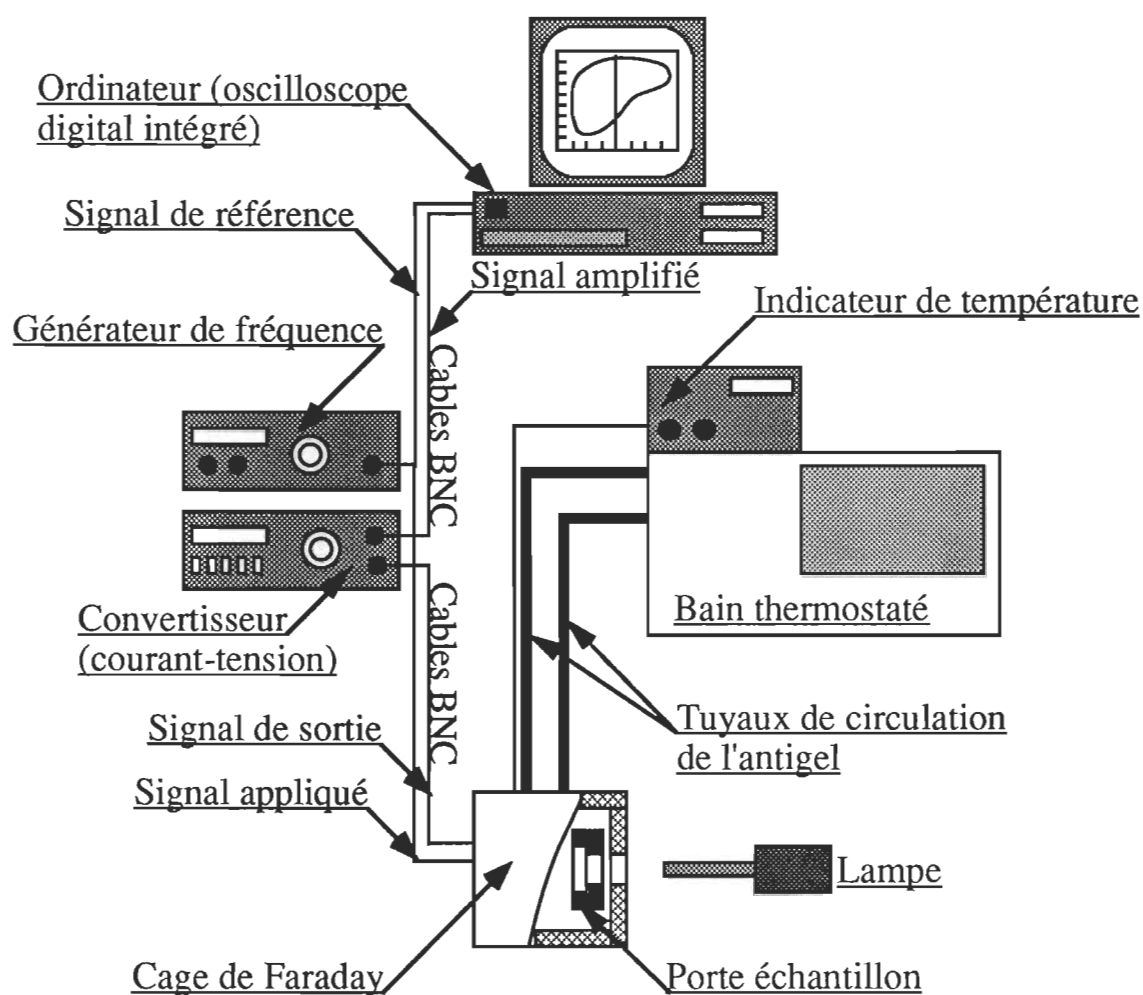 Ordinateur (oscilloscope
digital intégré)
Signal de référence
Signal amplifié
Indicateur de température
Générateur de fréquence
Cables BNC
Convertisseur
(courant-tension)
Bain thermostaté
Cables BNC
Signal de sortie
Tuyaux de circulation
de l'antigel
Signal appliqué
Lampe
Cage de Faraday
Porte échantillon